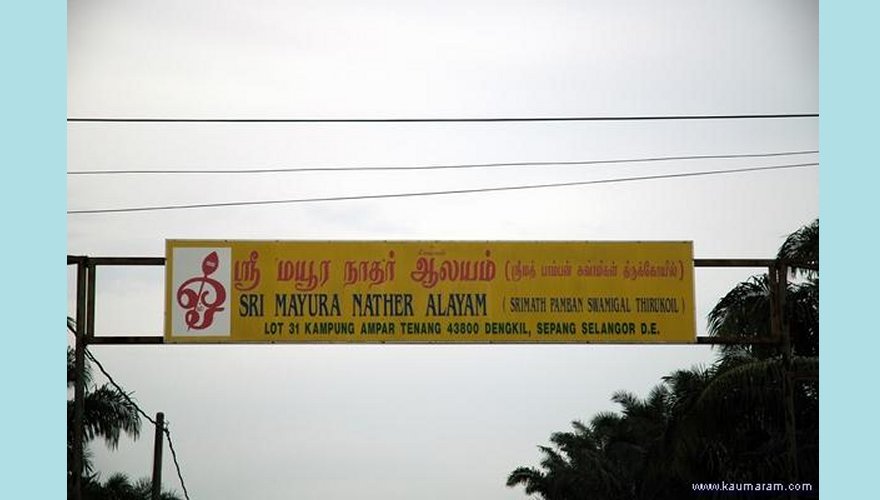 ஸ்ரீ மயூர நாதர் ஆலயம் (ஸ்ரீமத் பாம்பன் சுவாமிகள் திருக்கோயில்)
SRI MAYURA NATHER ALAYAM ( SRIMATH PAMBAN SWAMIGAL THIRUKOIL )
LOT 31 KAMPUNG AMPAR TENANG 43800 DENGKIL, SEPANG SELANGOR D.E.
www.kaumaram.com